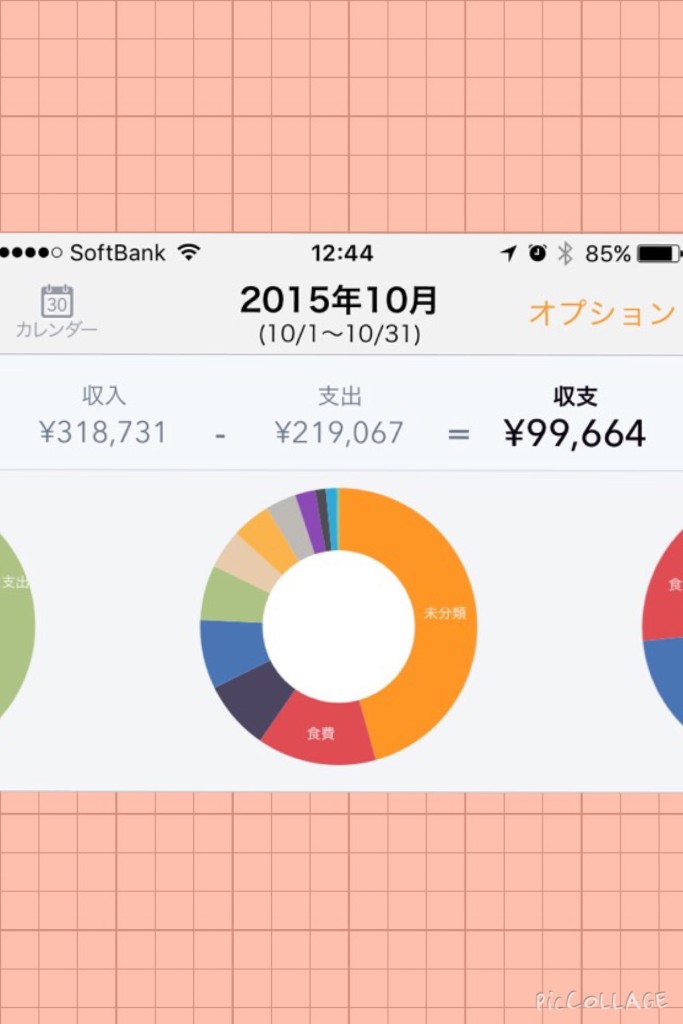 SoftBank 12:44 85%
30
カレンダー
2015年10月
(10/1〜10/31)
オプション
収入 支出 収支
¥318,731 - ¥219,067 = ¥99,664
支出
未分類
食
食費
PIC COLLAGE